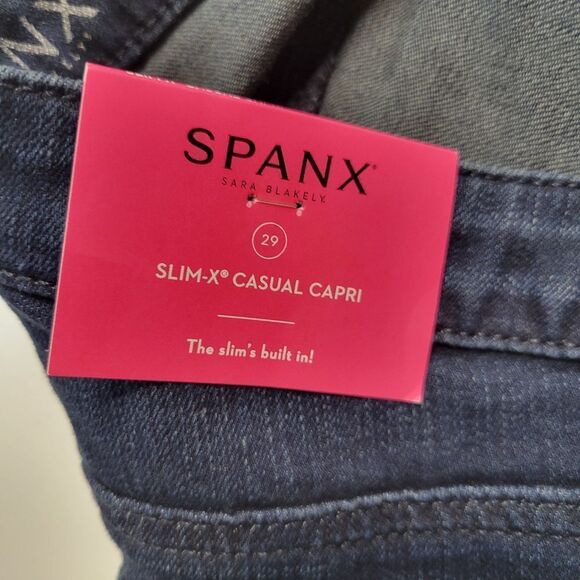 SPANX®
SARA BLAKELY
29
SLIM-X® CASUAL CAPRI
The slim's built in!